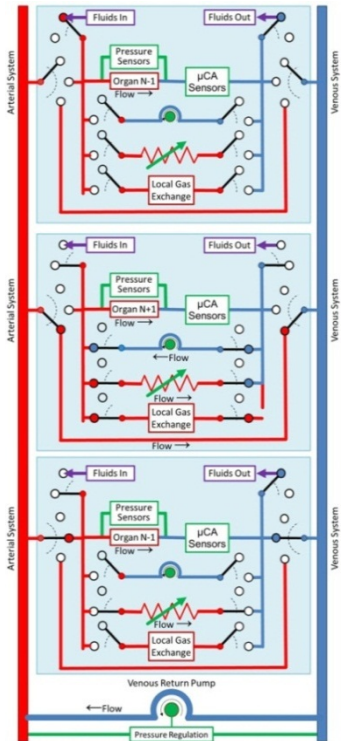 Fluids In
Fluids Out
Arterial System
Venous System
Pressure
Sensors
Organ N-1
Flow →
µCA
Sensors
Local Gas
Exchange
Fluids In
Fluids Out
Arterial System
Venous System
Pressure
Sensors
Organ N+1
Flow →
µCA
Sensors
←Flow
Local Gas
Exchange
Flow →
Fluids In
Fluids Out
Arterial System
Venous System
Pressure
Sensors
Organ N-1
Flow →
µCA
Sensors
Flow →
Local Gas
Exchange
Venous Return Pump
←Flow
Pressure Regulation